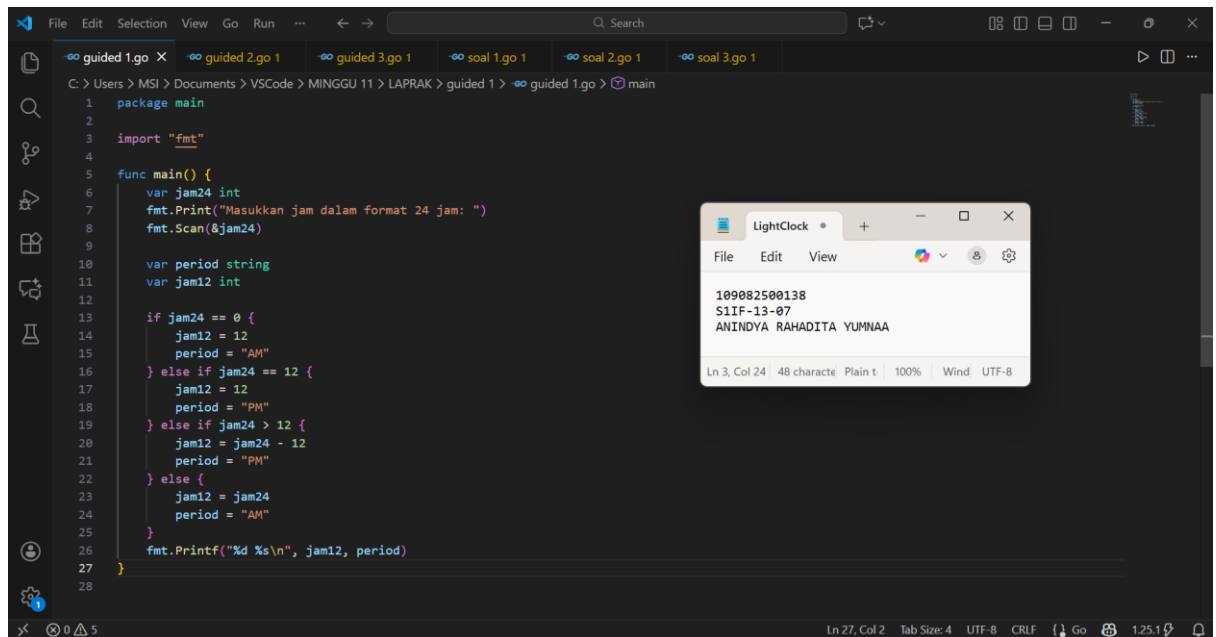 File Edit Selection View Go Run ... Search
guided 1.go guided 2.go 1 guided 3.go 1 soal 1.go 1 soal 2.go 1 soal 3.go 1
C: > Users > MSI > Documents > VSCode > MINGGU 11 > LAPRAK > guided 1 > guided 1.go > main
1 package main
2
3 import "fmt"
4
5 func main() {
6 var jam24 int
7 fmt.Print("Masukkan jam dalam format 24 jam: ")
8 fmt.Scan(&jam24)
9
10 var period string
11 var jam12 int
12
13 if jam24 == 0 {
14 jam12 = 12
15 period = "AM"
16 } else if jam24 == 12 {
17 jam12 = 12
18 period = "PM"
19 } else if jam24 > 12 {
20 jam12 = jam24 - 12
21 period = "PM"
22 } else {
23 jam12 = jam24
24 period = "AM"
25 }
26 fmt.Printf("%d %s\n", jam12, period)
27 }
28
LightClock
File Edit View
109082500138
S1IF-13-07
ANINDYA RAHADITA YUMNAA
Ln 3, Col 24 48 characte Plain t 100% Wind UTF-8
1
0 5 Ln 27, Col 2 Tab Size: 4 UTF-8 CRLF {} Go 1.25.1